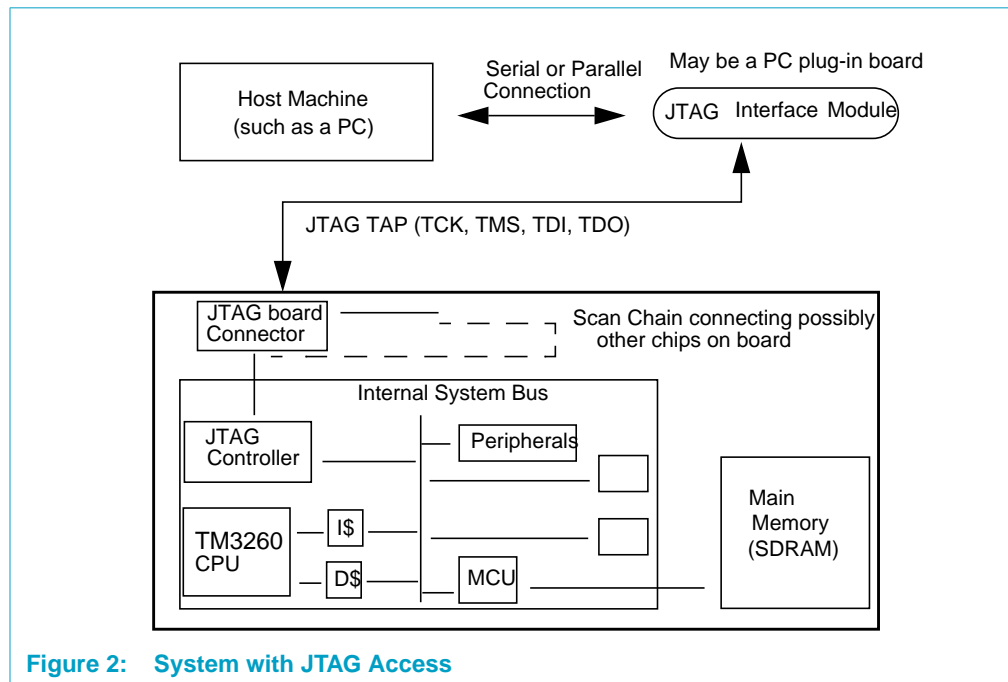 Host Machine
(such as a PC)
Serial or Parallel
Connection
May be a PC plug-in board
JTAG Interface Module
JTAG TAP (TCK, TMS, TDI, TDO)
JTAG board
Connector
Scan Chain connecting possibly
other chips on board
Internal System Bus
JTAG
Controller
Peripherals
TM3260
CPU
I$
D$
MCU
Main
Memory
(SDRAM)
Figure 2: System with JTAG Access